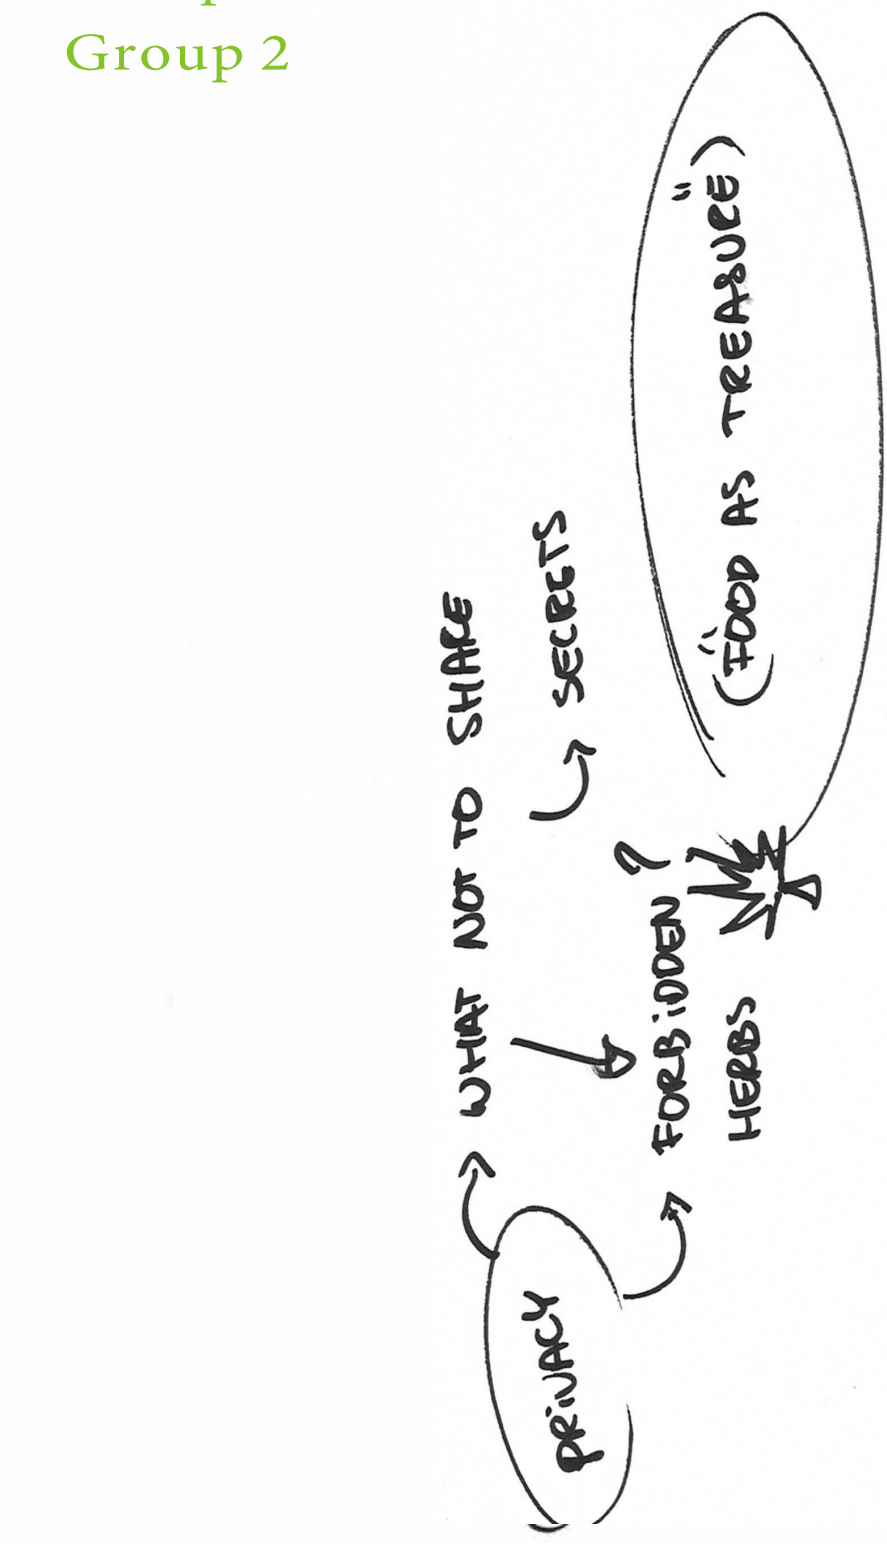 Group 2
WHAT NOT TO SHARE
SECRETS
PRIVACY
FORBIDDEN ?
HERBS
("FOOD AS TREASURE")